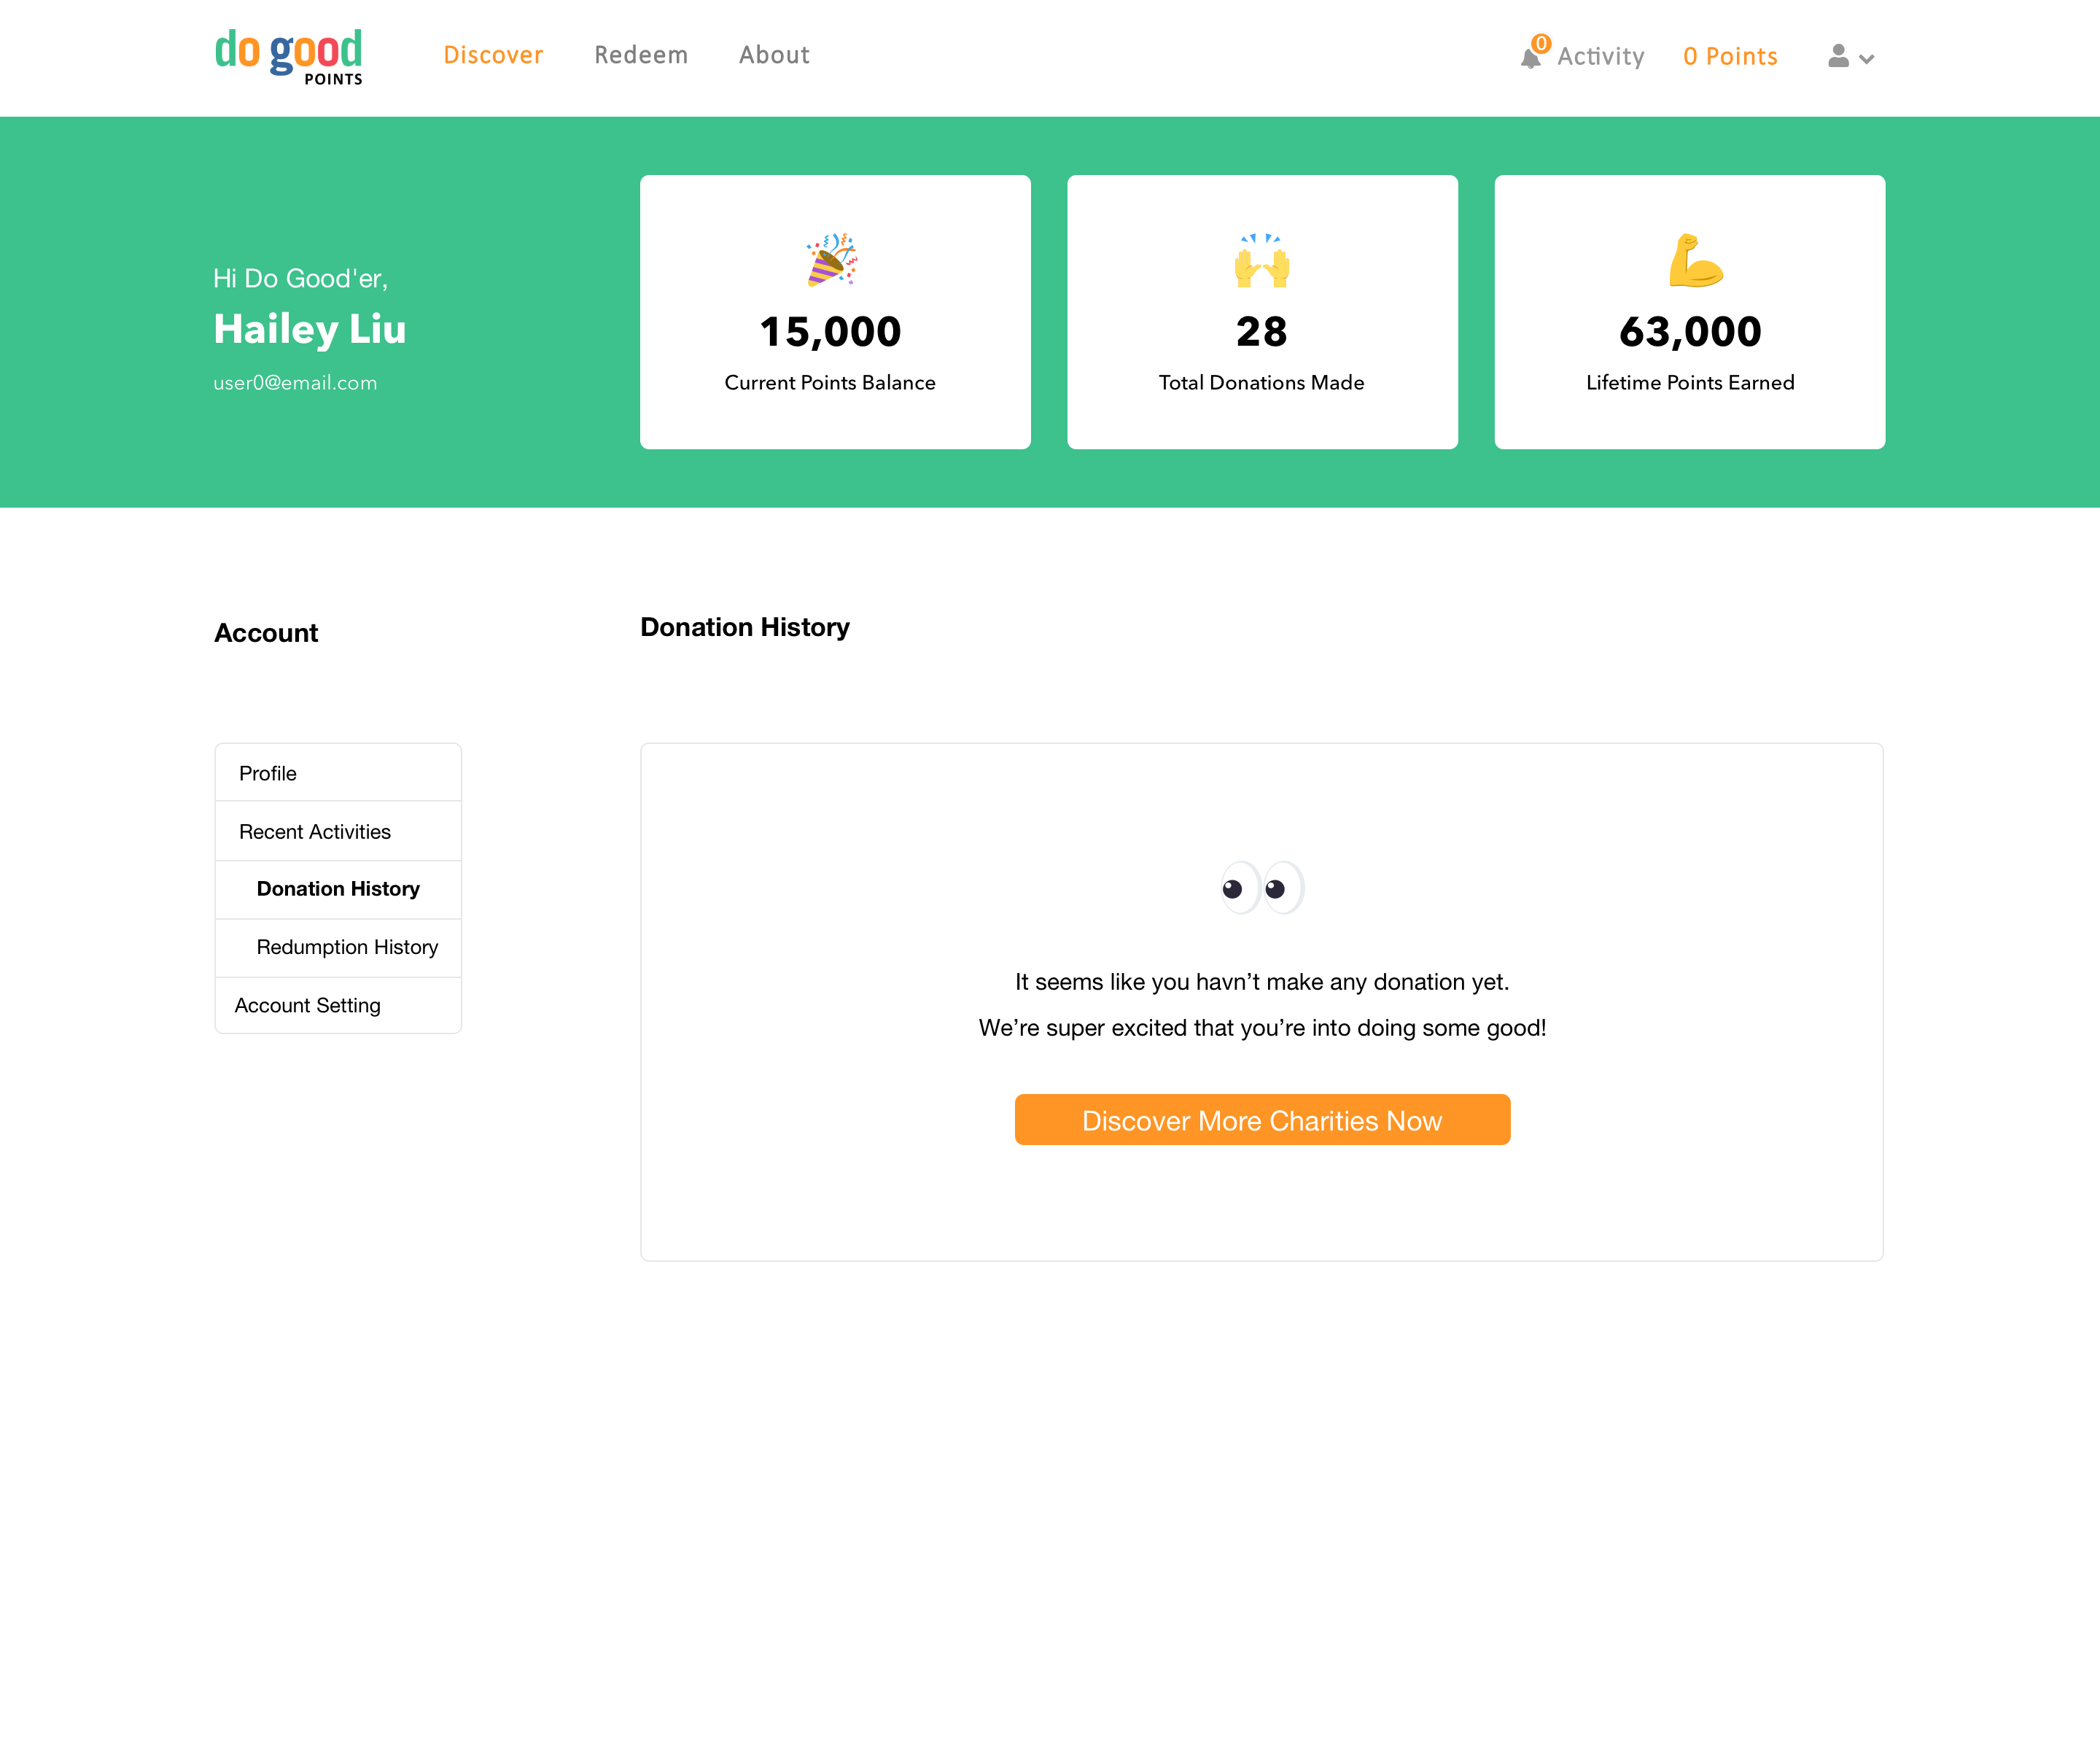 do good
POINTS
Discover
Redeem
About
0
Activity
0 Points
Hi Do Good'er,
Hailey Liu
user0@email.com
15,000
Current Points Balance
28
Total Donations Made
63,000
Lifetime Points Earned
Account
Profile
Recent Activities
Donation History
Redumption History
Account Setting
Donation History
It seems like you havn’t make any donation yet.
We’re super excited that you’re into doing some good!
Discover More Charities Now